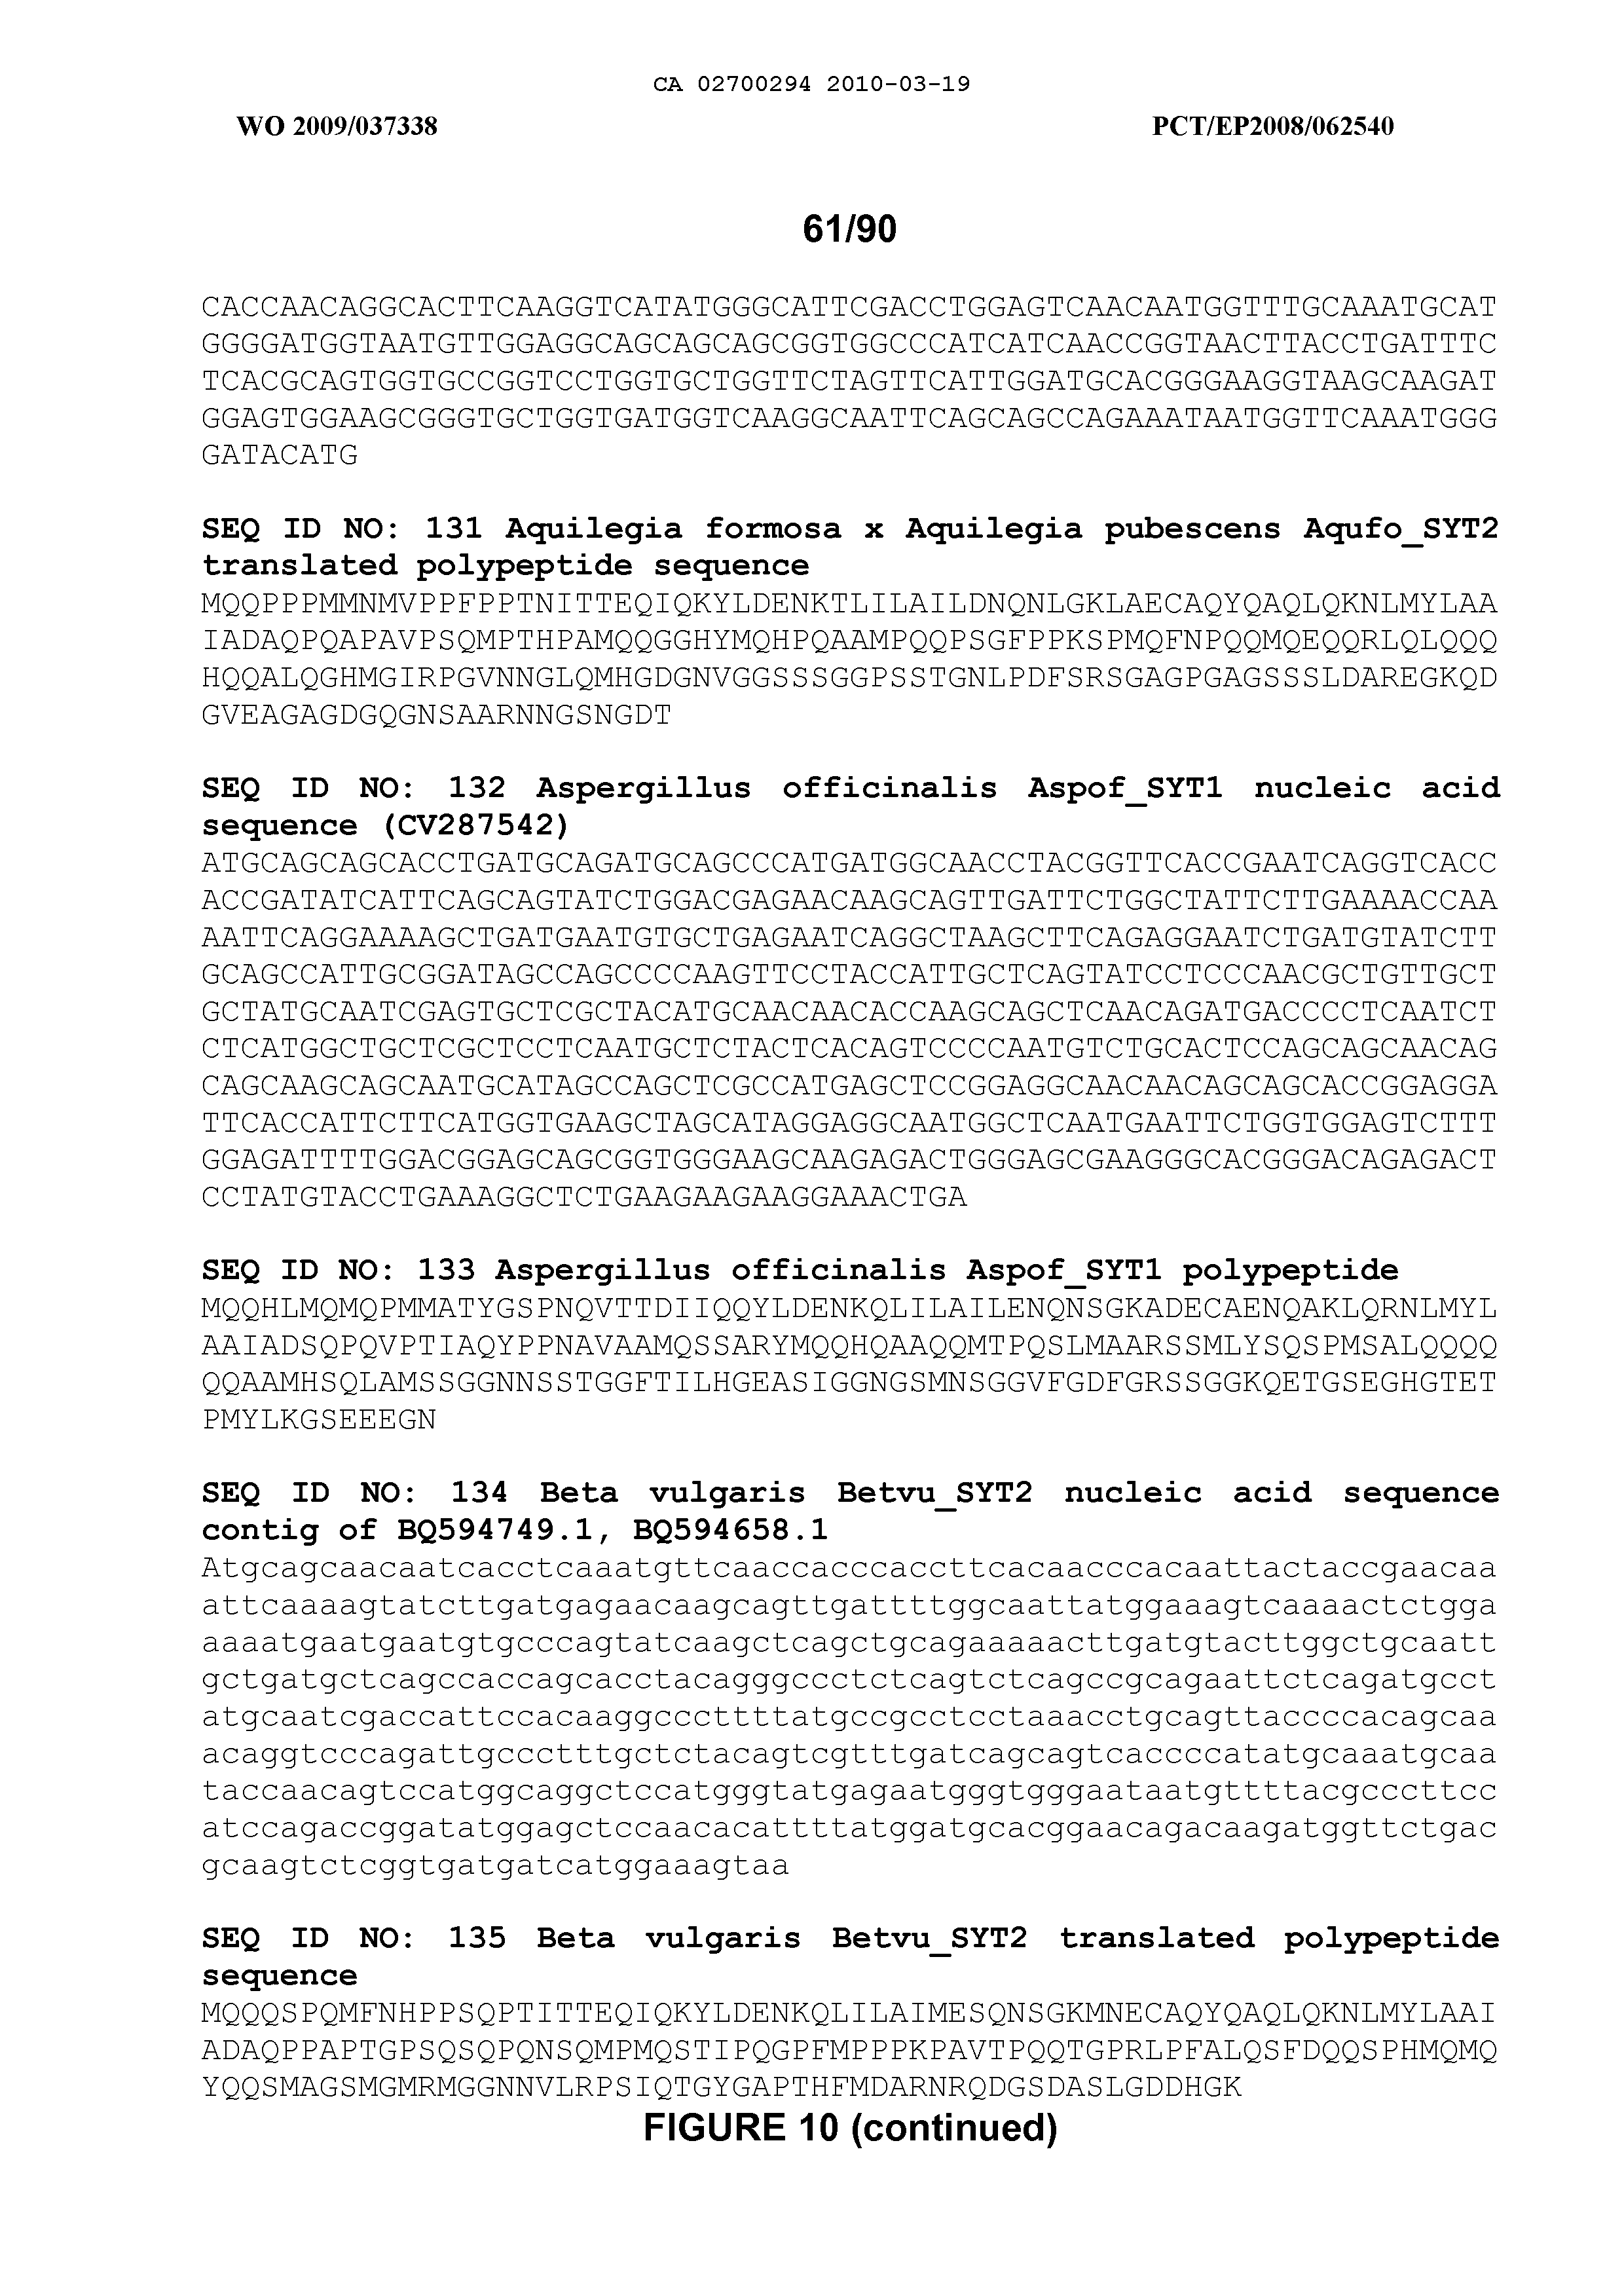 CA 02700294 2010-03-19
WO 2009/037338 PCT/EP2008/062540
61/90
CACCAACAGGCACTTCAAGGTCATATGGGCATTCGACCTGGAGTCAACAATGGTTTGCAAATGCAT
GGGGATGGTAATGTTGGAGGCAGCAGCAGCGGTGGCCCATCATCAACCGGTAACTTACCTGATTTC
TCACGCAGTGGTGCCGGTCCTGGTGCTGGTTCTAGTTCATTGGATGCACGGGAAGGTAAGCAAGAT
GGAGTGGAAGCGGGTGCTGGTGATGGTCAAGGCAATTCAGCAGCCAGAAATAATGGTTCAAATGGG
GATACATG
SEQ ID NO: 131 Aquilegia formosa x Aquilegia pubescens Aqufo_SYT2
translated polypeptide sequence
MQQPPPMMNMVPPFPPTNITTEQIQKYLDENKTLILAILDNQNLGKLAECAQYQAQLQKNLMYLAA
IADAQPQAPAVPSQMPTHPAMQQGGHYMQHPQAAMPQQPSGFPPKSPMQFNPQQMQEQQRLQLQQQ
HQQALQGHMGIRPGVNNGLQMHGDGNVGGSSSGGPSSTGNLPDFSRSGAGPGAGSSSLDAREGKQD
GVEAGAGDGQGNSAARNNGSNGDT
SEQ ID NO: 132 Aspergillus officinalis Aspof_SYT1 nucleic acid
sequence (CV287542)
ATGCAGCAGCACCTGATGCAGATGCAGCCCATGATGGCAACCTACGGTTCACCGAATCAGGTCACC
ACCGATATCATTCAGCAGTATCTGGACGAGAACAAGCAGTTGATTCTGGCTATTCTTGAAAACCAA
AATTCAGGAAAAGCTGATGAATGTGCTGAGAATCAGGCTAAGCTTCAGAGGAATCTGATGTATCTT
GCAGCCATTGCGGATAGCCAGCCCCAAGTTCCTACCATTGCTCAGTATCCTCCCAACGCTGTTGCT
GCTATGCAATCGAGTGCTCGCTACATGCAACAACACCAAGCAGCTCAACAGATGACCCCTCAATCT
CTCATGGCTGCTCGCTCCTCAATGCTCTACTCACAGTCCCCAATGTCTGCACTCCAGCAGCAACAG
CAGCAAGCAGCAATGCATAGCCAGCTCGCCATGAGCTCCGGAGGCAACAACAGCAGCACCGGAGGA
TTCACCATTCTTCATGGTGAAGCTAGCATAGGAGGCAATGGCTCAATGAATTCTGGTGGAGTCTTT
GGAGATTTTGGACGGAGCAGCGGTGGGAAGCAAGAGACTGGGAGCGAAGGGCACGGGACAGAGACT
CCTATGTACCTGAAAGGCTCTGAAGAAGAAGGAAACTGA
SEQ ID NO: 133 Aspergillus officinalis Aspof_SYT1 polypeptide
MQQHLMQMQPMMATYGSPNQVTTDIIQQYLDENKQLILAILENQNSGKADECAENQAKLQRNLMYL
AAIADSQPQVPTIAQYPPNAVAAMQSSARYMQQHQAAQQMTPQSLMAARSSMLYSQSPMSALQQQQ
QQAAMHSQLAMSSGGNNSSTGGFTILHGEASIGGNGSMNSGGVFGDFGRSSGGKQETGSEGHGTET
PMYLKGSEEEGN
SEQ ID NO: 134 Beta vulgaris Betvu_SYT2 nucleic acid sequence
contig of BQ594749.1, BQ594658.1
Atgcagcaacaatcacctcaaatgttcaaccacccaccttcacaacccacaattactaccgaacaa
attcaaaagtatcttgatgagaacaagcagttgattttggcaattatggaaagtcaaaactctgga
aaaatgaatgaatgtgcccagtatcaagctcagctgcagaaaaacttgatgtacttggctgcaatt
gctgatgctcagccaccagcacctacagggccctctcagtctcagccgcagaattctcagatgcct
atgcaatcgaccattccacaaggcccttttatgccgcctcctaaacctgcagttaccccacagcaa
acaggtcccagattgccctttgctctacagtcgtttgatcagcagtcaccccatatgcaaatgcaa
taccaacagtccatggcaggctccatgggtatgagaatgggtgggaataatgttttacgcccttcc
atccagaccggatatggagctccaacacattttatggatgcacggaacagacaagatggttctgac
gcaagtctcggtgatgatcatggaaagtaa
SEQ ID NO: 135 Beta vulgaris Betvu_SYT2 translated polypeptide
sequence
MQQQSPQMFNHPPSQPTITTEQIQKYLDENKQLILAIMESQNSGKMNECAQYQAQLQKNLMYLAAI
ADAQPPAPTGPSQSQPQNSQMPMQSTIPQGPFMPPPKPAVTPQQTGPRLPFALQSFDQQSPHMQMQ
YQQSMAGSMGMRMGGNNVLRPSIQTGYGAPTHFMDARNRQDGSDASLGDDHGK
FIGURE 10 (continued)